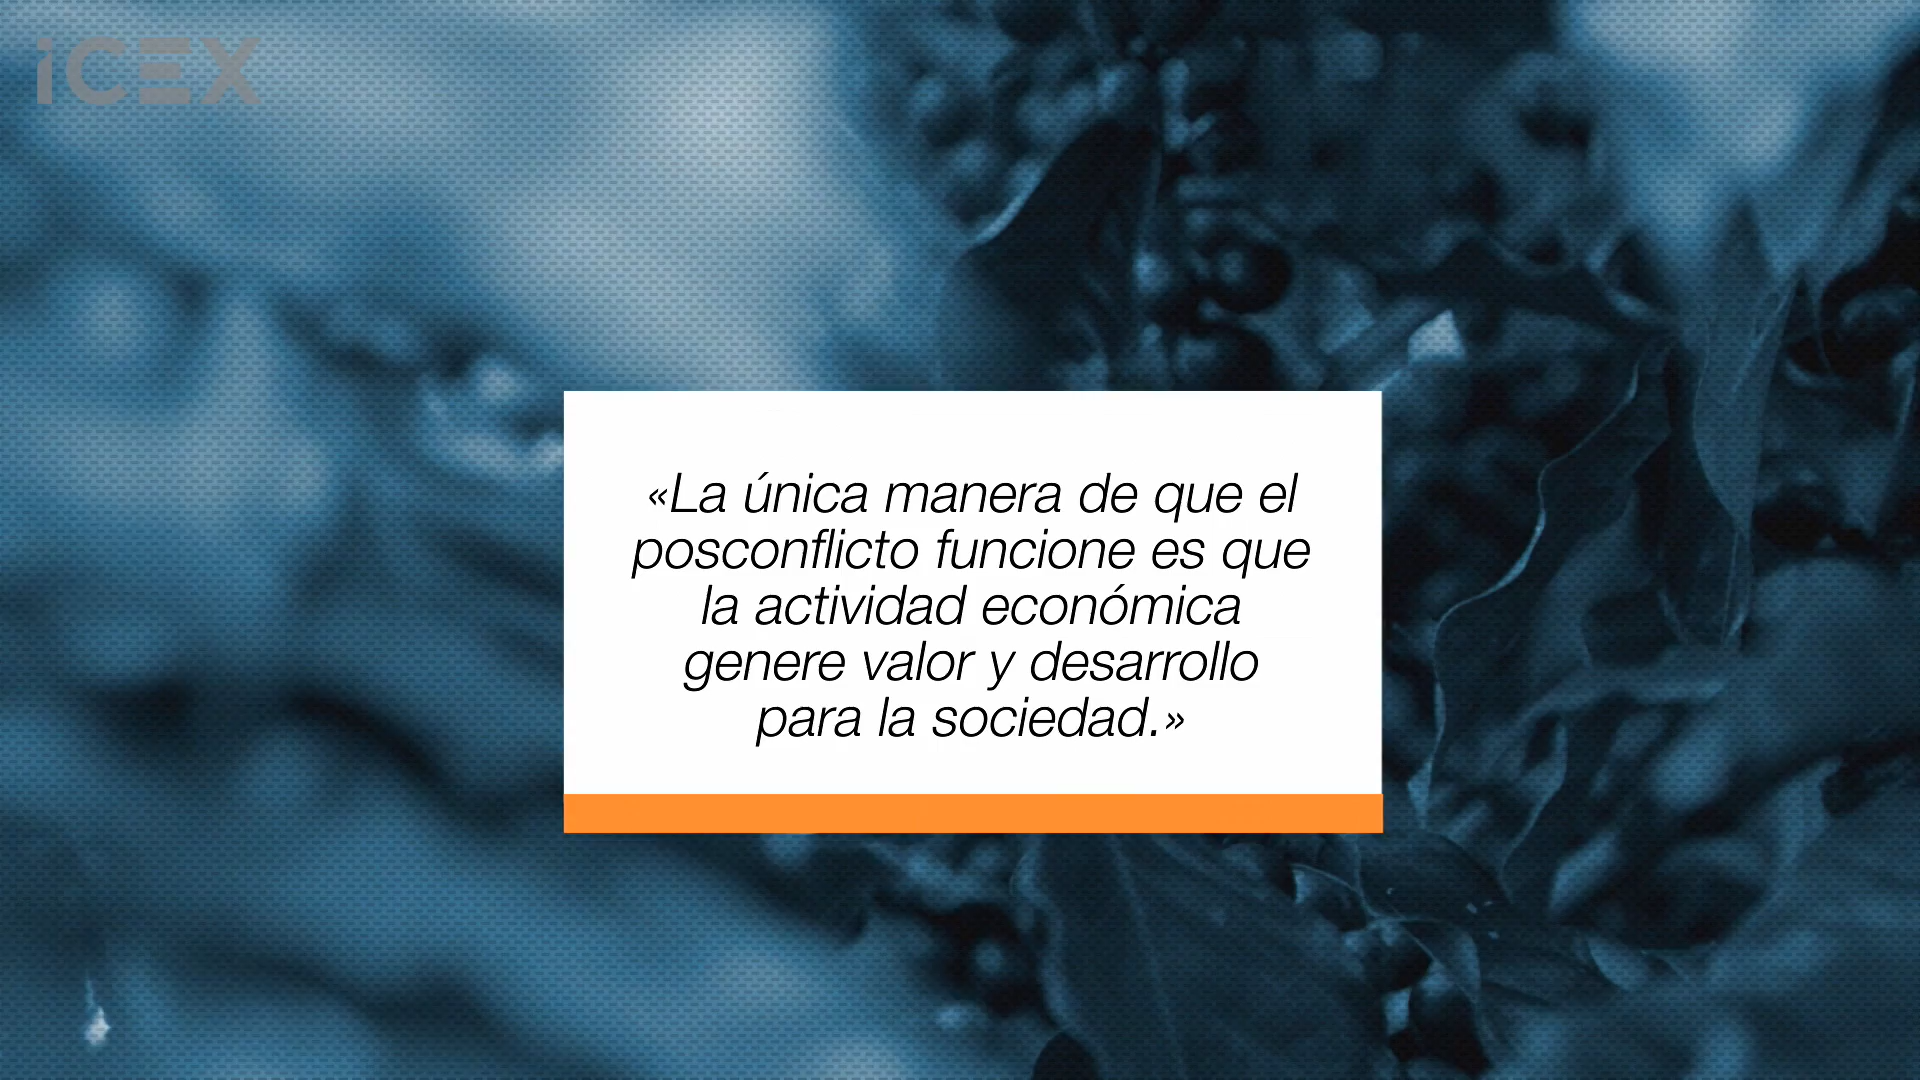 iCEX
«La única manera de que el
posconflicto funcione es que
la actividad económica
genere valor y desarrollo
para la sociedad.»